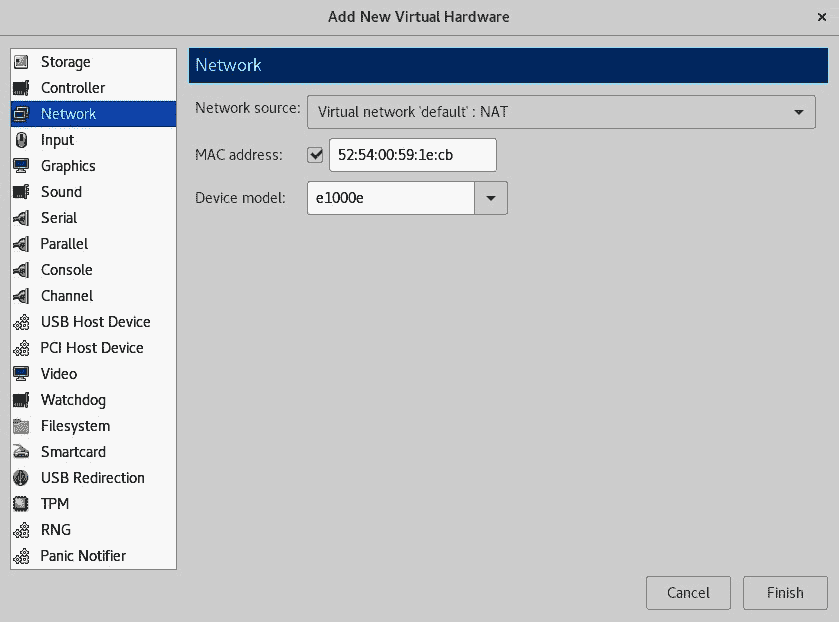 Add New Virtual Hardware
Storage
Controller
Network
Input
Graphics
Sound
Serial
Parallel
Console
Channel
USB Host Device
PCI Host Device
Video
Watchdog
Filesystem
Smartcard
USB Redirection
TPM
RNG
Panic Notifier
Network
Network source: Virtual network 'default' : NAT
MAC address: 52:54:00:59:1e:cb
Device model: e1000e
Cancel Finish